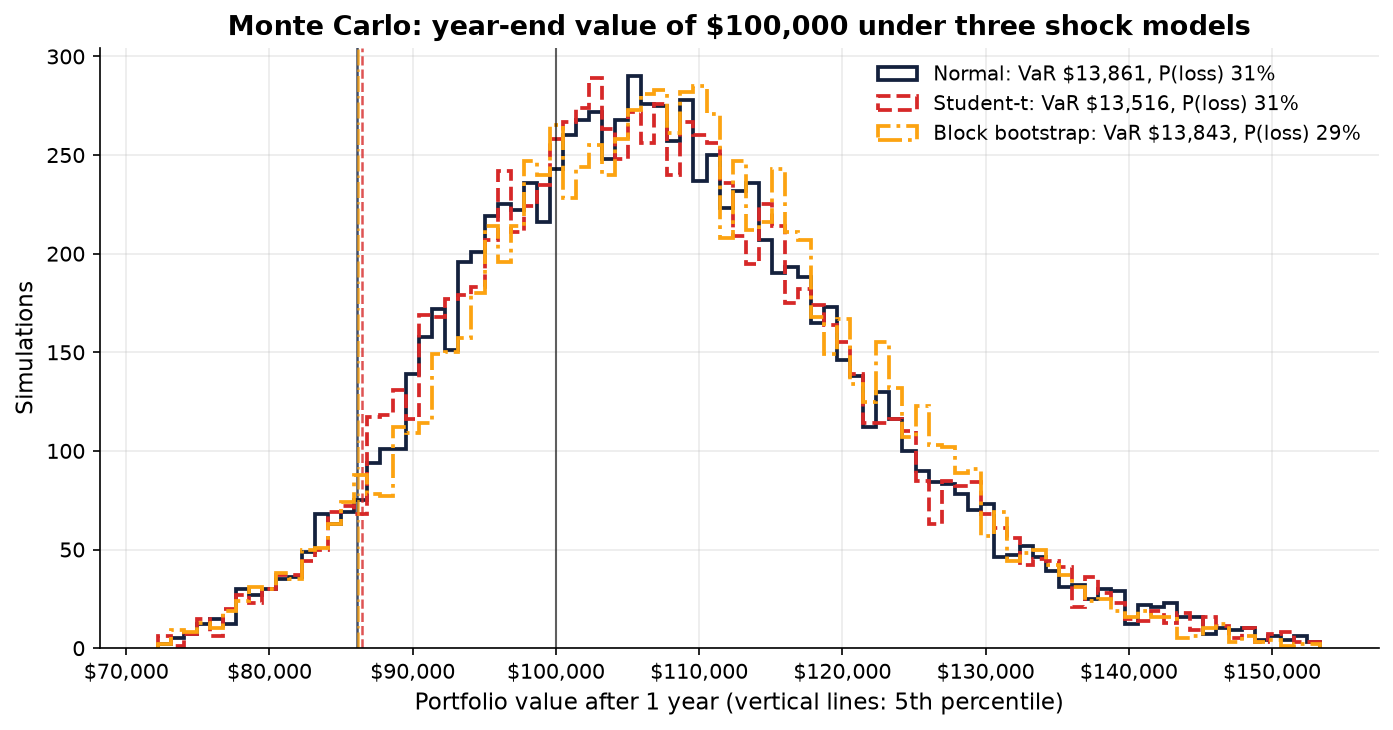 Monte Carlo: year-end value of $100,000 under three shock models
Normal: VaR $13,861, P(loss) 31%
Student-t: VaR $13,516, P(loss) 31%
Block bootstrap: VaR $13,843, P(loss) 29%
Simulations
300
250
200
150
100
50
0
$70,000 $80,000 $90,000 $100,000 $110,000 $120,000 $130,000 $140,000 $150,000
Portfolio value after 1 year (vertical lines: 5th percentile)